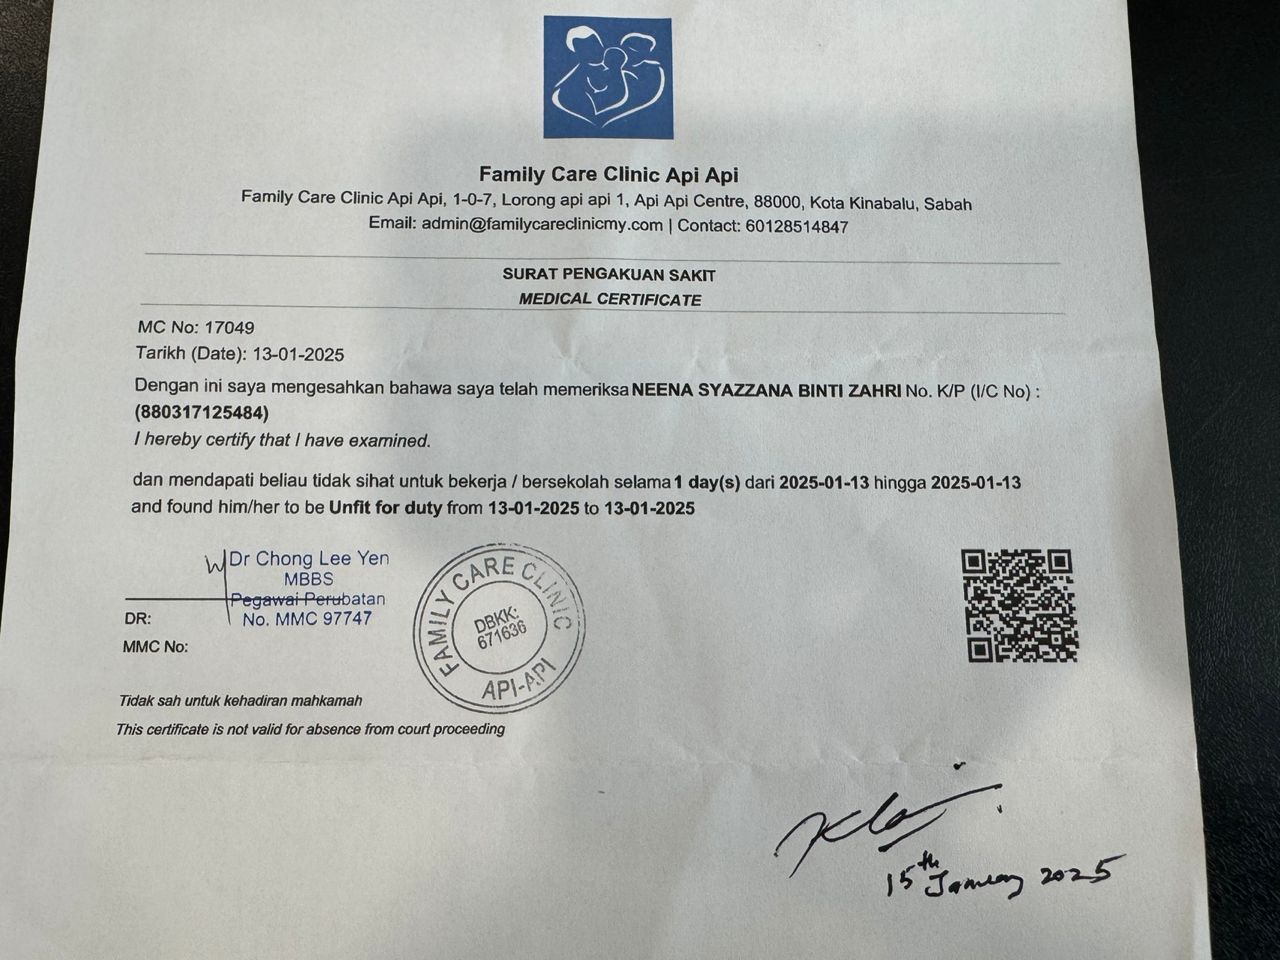 Family Care Clinic Api Api
Family Care Clinic Api Api, 1-0-7, Lorong api api 1, Api Api Centre, 88000, Kota Kinabalu, Sabah
Email: admin@familycareclinicmy.com | Contact: 60128514847
SURAT PENGAKUAN SAKIT
MEDICAL CERTIFICATE
MC No: 17049
Tarikh (Date): 13-01-2025
Dengan ini saya mengesahkan bahawa saya telah memeriksa NEENA SYAZZANA BINTI ZAHRI No. K/P (I/C No) :
(880317125484)
I hereby certify that I have examined.
dan mendapati beliau tidak sihat untuk bekerja / bersekolah selama 1 day(s) dari 2025-01-13 hingga 2025-01-13
and found him/her to be Unfit for duty from 13-01-2025 to 13-01-2025
Dr Chong Lee Yen
MBBS
Pegawai Perubatan
No. MMC 97747
DR:
MMC No:
FAMILY CARE CLINIC
DBKK:
671636
API-API
Tidak sah untuk kehadiran mahkamah
This certificate is not valid for absence from court proceeding
15th January 2025